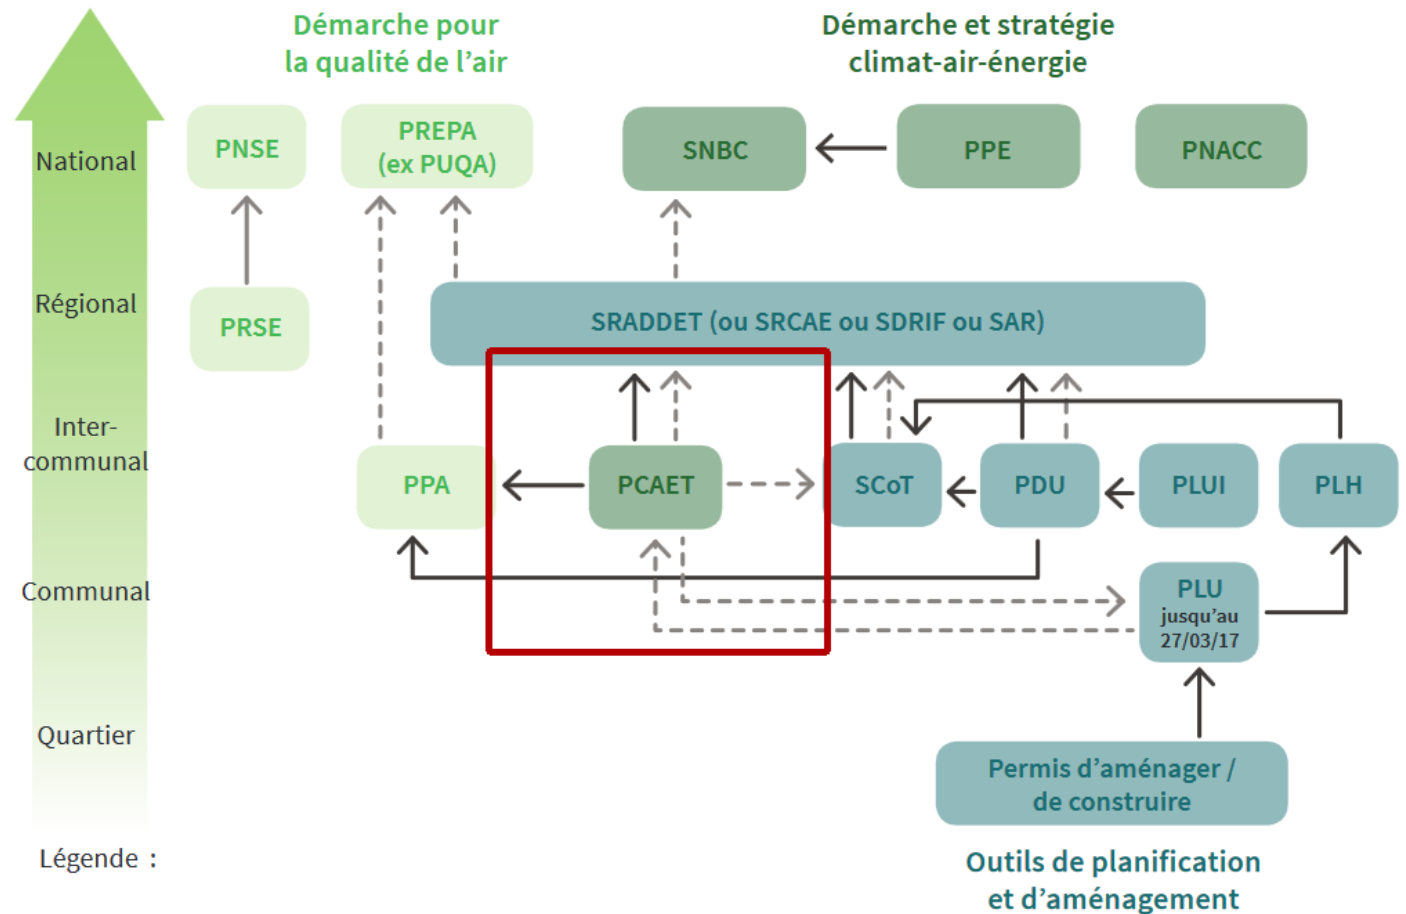 Démarche pour
la qualité de l'air
Démarche et stratégie
climat-air-énergie
National
PNSE
PREPA
(ex PUQA)
SNBC
PPE
PNACC
Régional
PRSE
SRADDET (ou SRCAE ou SDRIF ou SAR)
Inter-
communal
PPA
PCAET
SCoT
PDU
PLUI
PLH
Communal
PLU
jusqu'au
27/03/17
Quartier
Permis d'aménager /
de construire
Légende :
Outils de planification
et d'aménagement